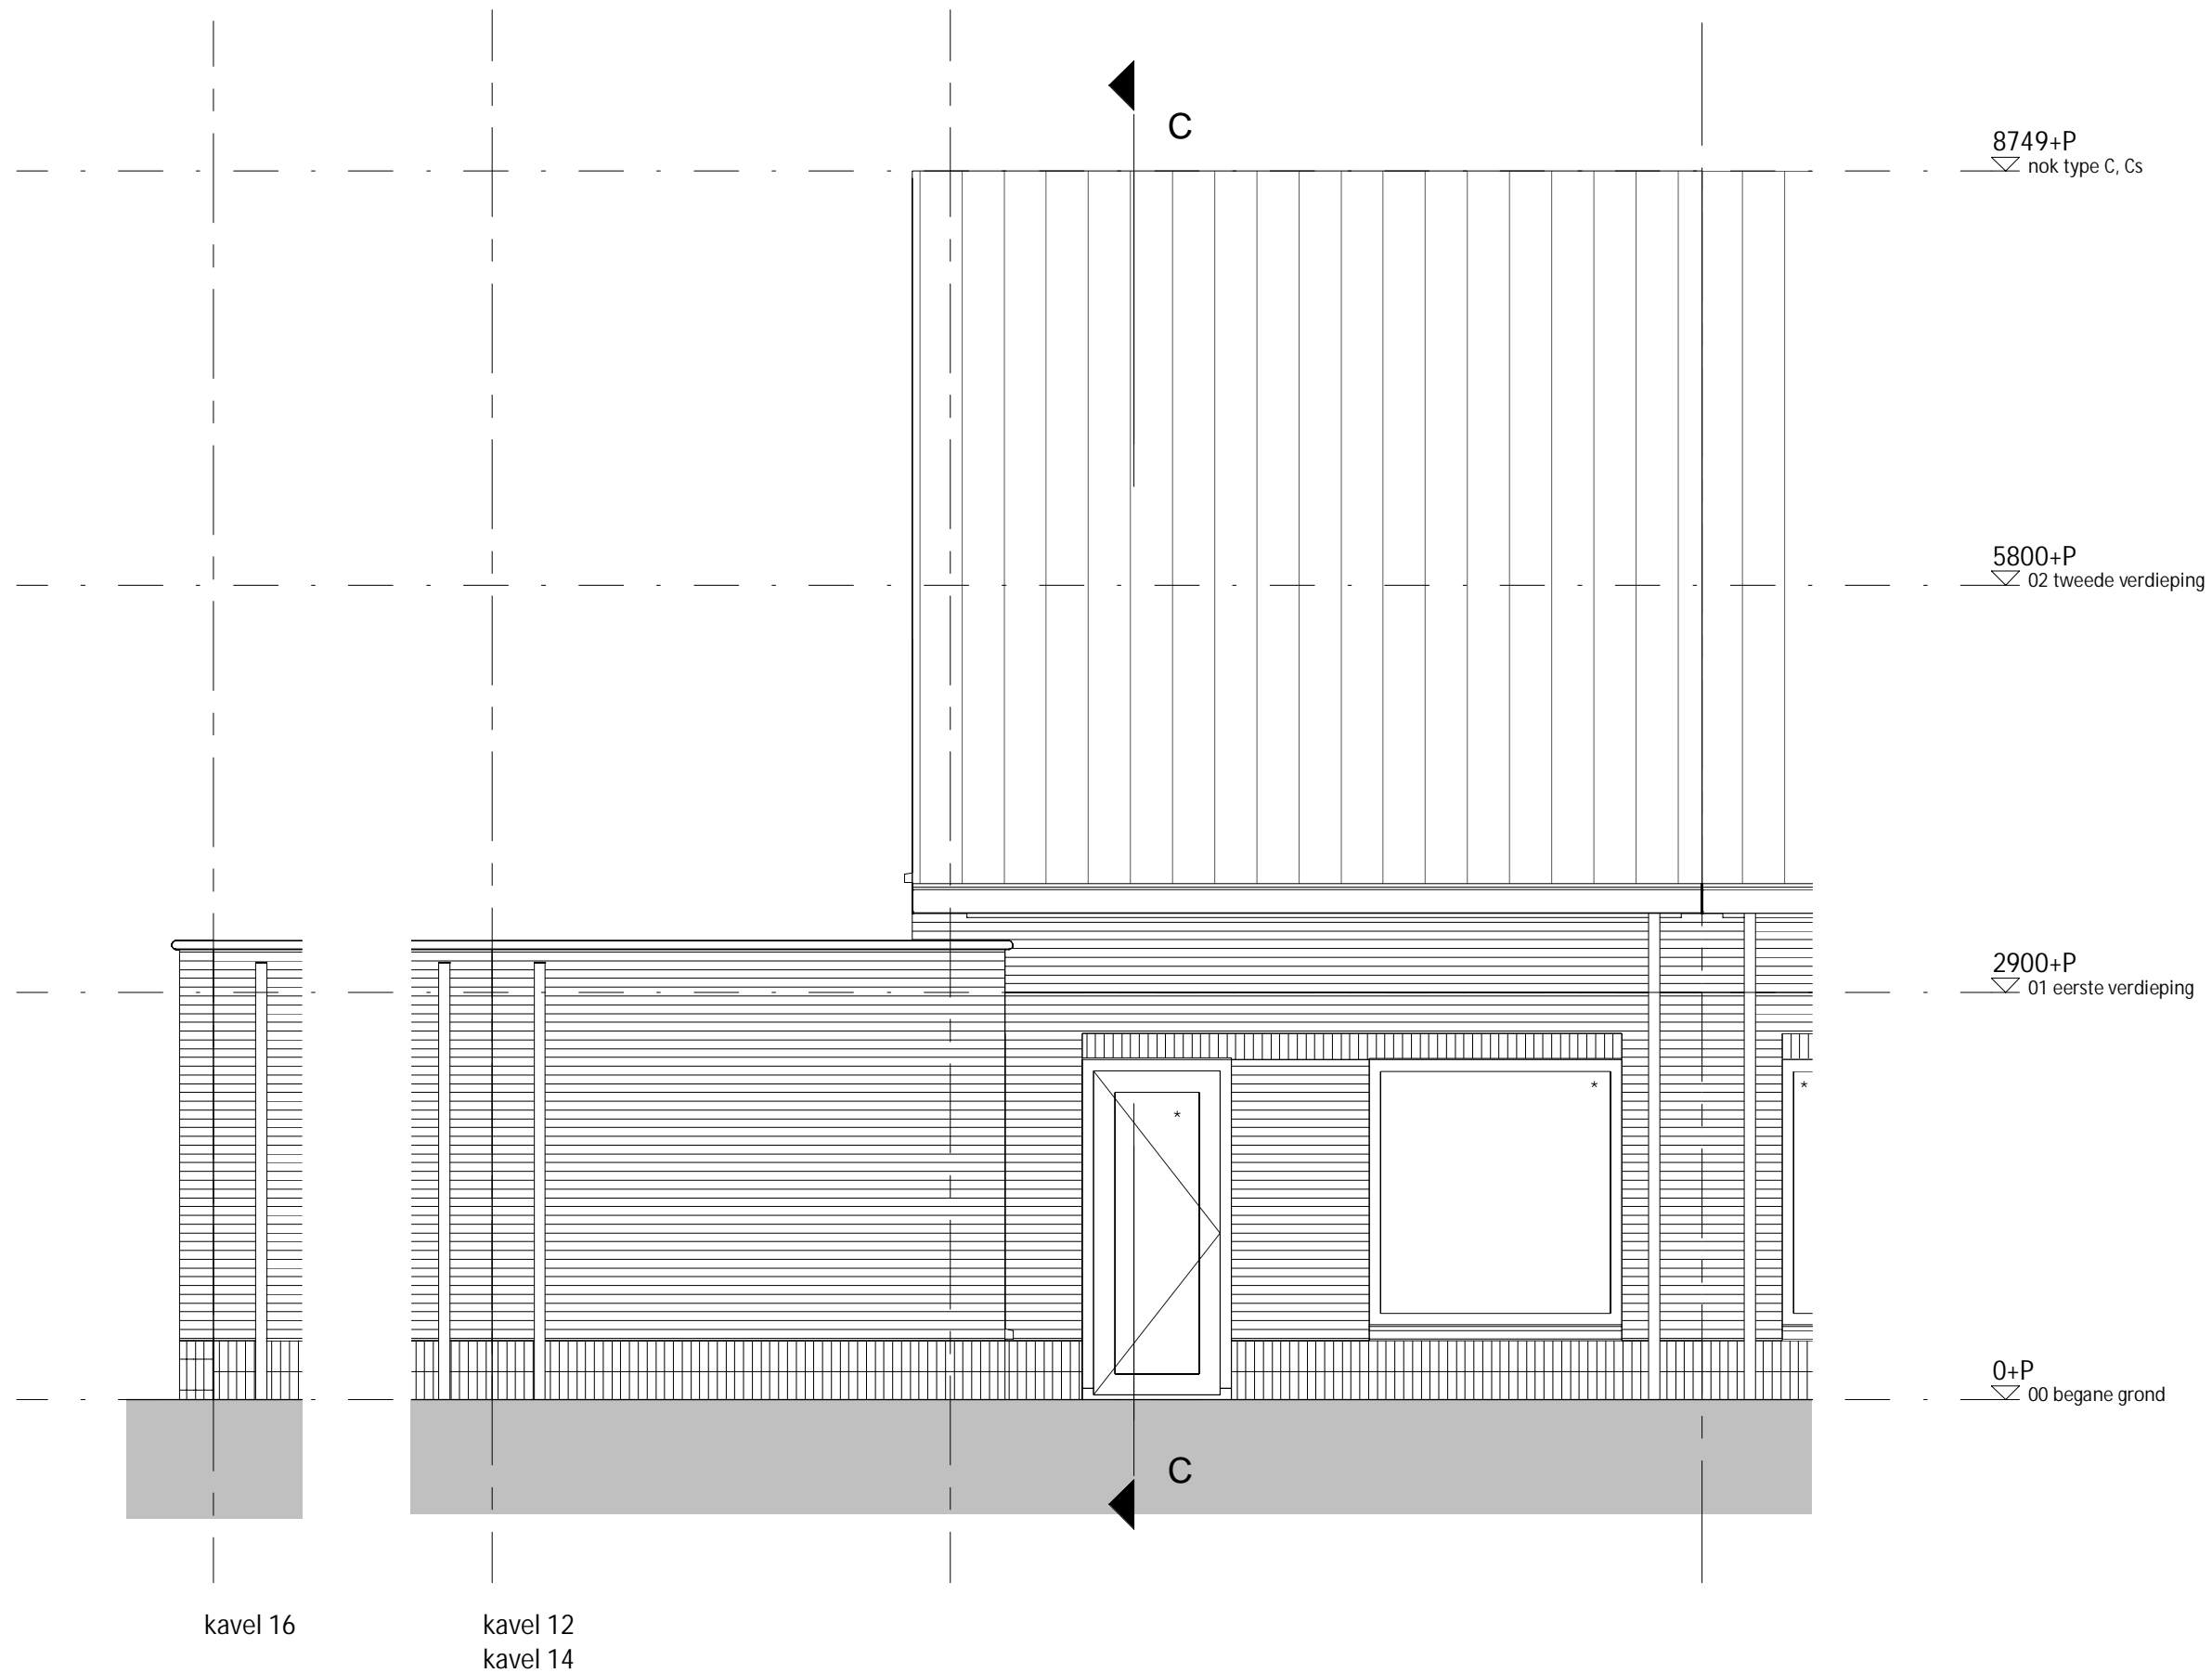 C
8749+P
nok type C, Cs
5800+P
02 tweede verdieping
2900+P
01 eerste verdieping
*
*
*
0+P
00 begane grond
C
kavel 16
kavel 12
kavel 14